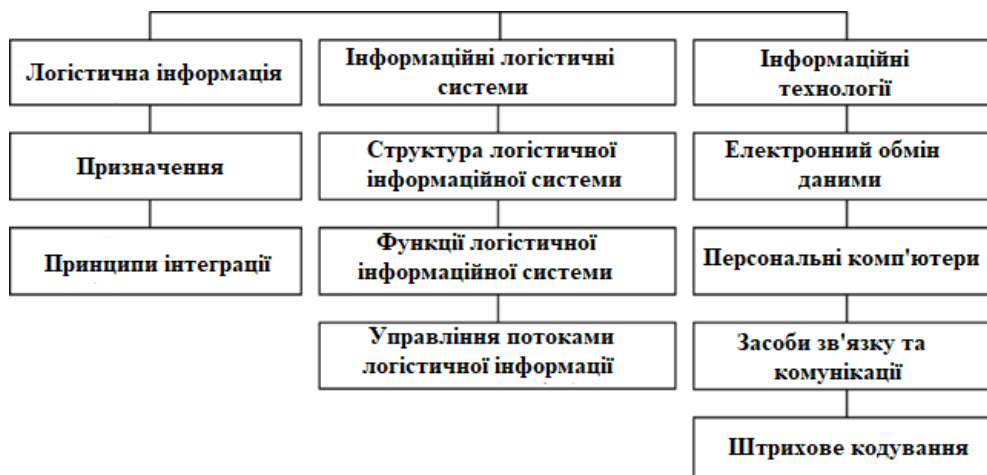 Логістична інформація
Призначення
Принципи інтеграції
Інформаційні логістичні
системи
Структура логістичної
інформаційної системи
Функції логістичної
інформаційної системи
Управління потоками
логістичної інформації
Інформаційні
технології
Електронний обмін
даними
Персональні комп'ютери
Засоби зв'язку та
комунікації
Штрихове кодування